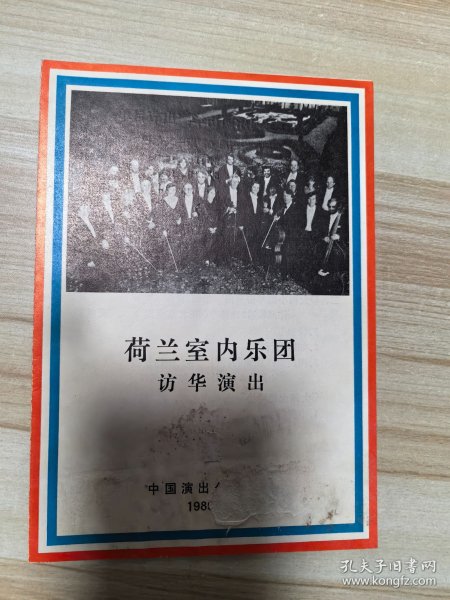 荷兰室内乐团
访华演出
中国演出
198
孔夫子旧书网
www.kongfz.com